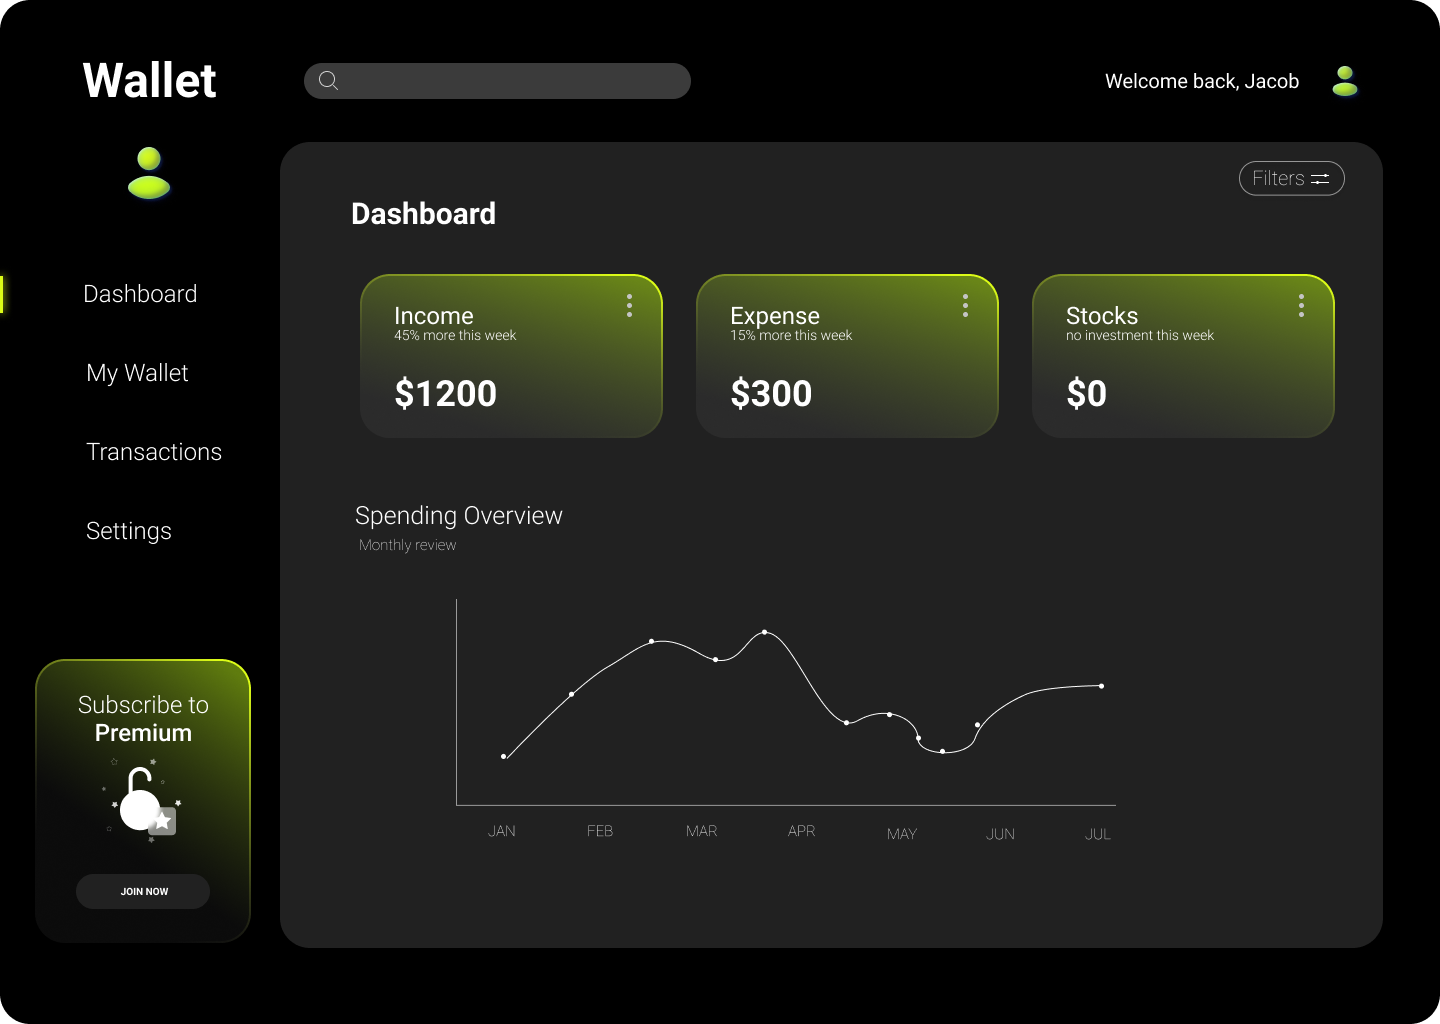 Wallet
Welcome back, Jacob
Filters
Dashboard
Dashboard
My Wallet
Transactions
Settings
Income
45% more this week
$1200
Expense
15% more this week
$300
Stocks
no investment this week
$0
Spending Overview
Monthly review
JAN FEB MAR APR MAY JUN JUL
Subscribe to
Premium
JOIN NOW